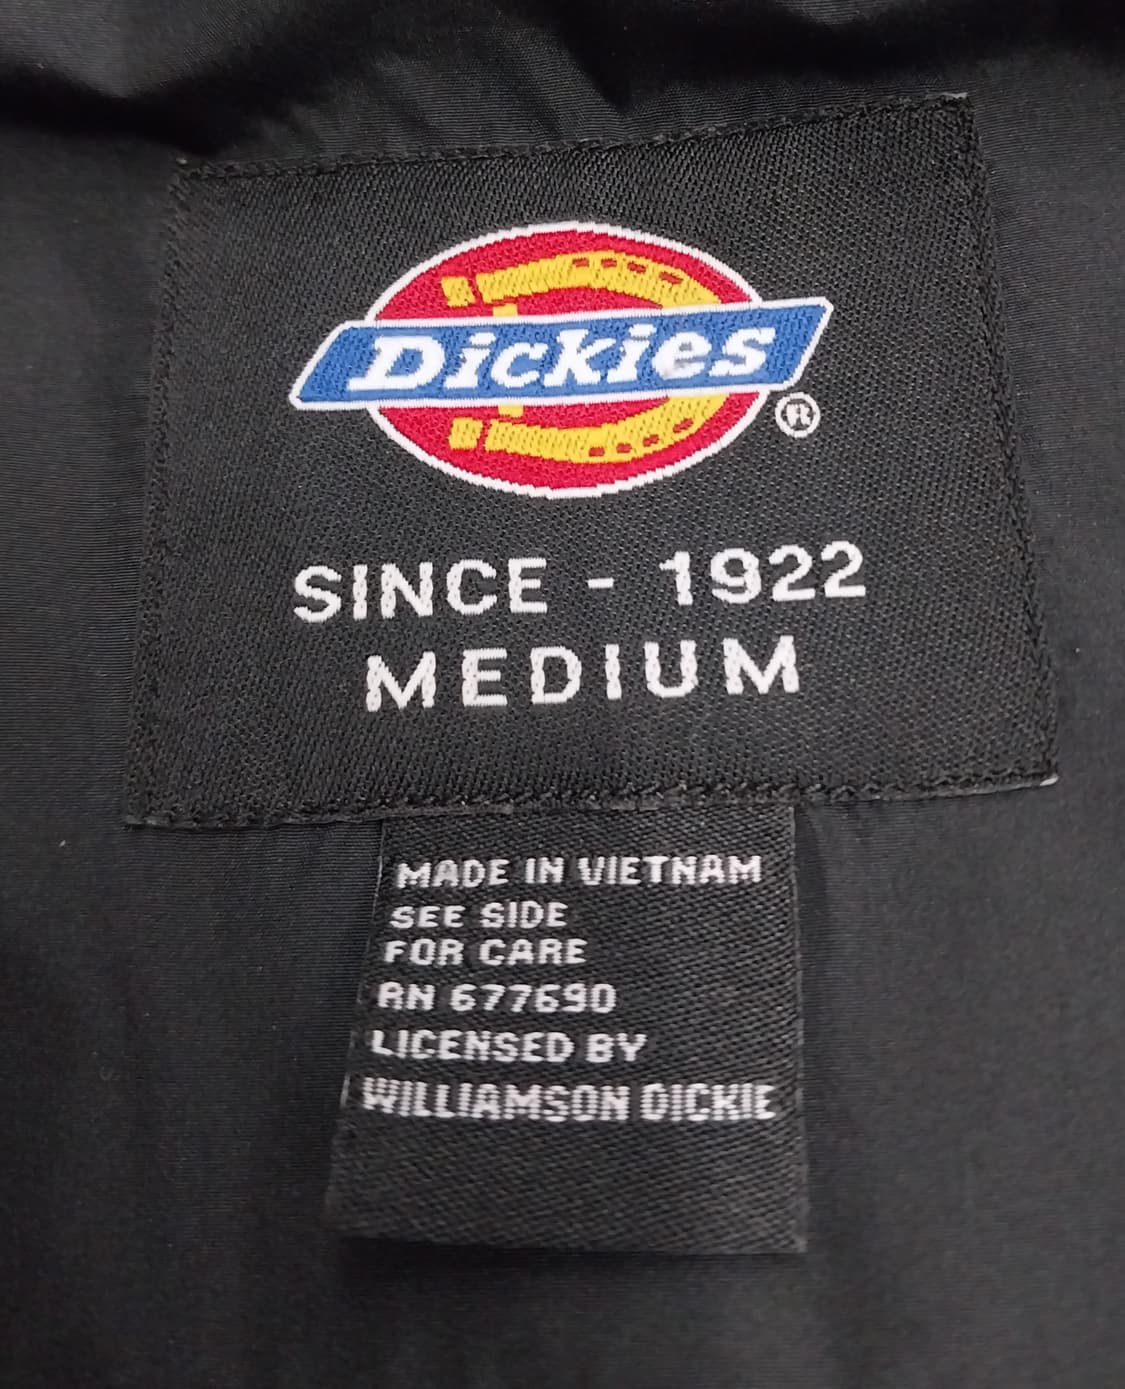 Dickies
®
SINCE - 1922
MEDIUM
MADE IN VIETNAM
SEE SIDE
FOR CARE
RN 677690
LICENSED BY
WILLIAMSON DICKIE